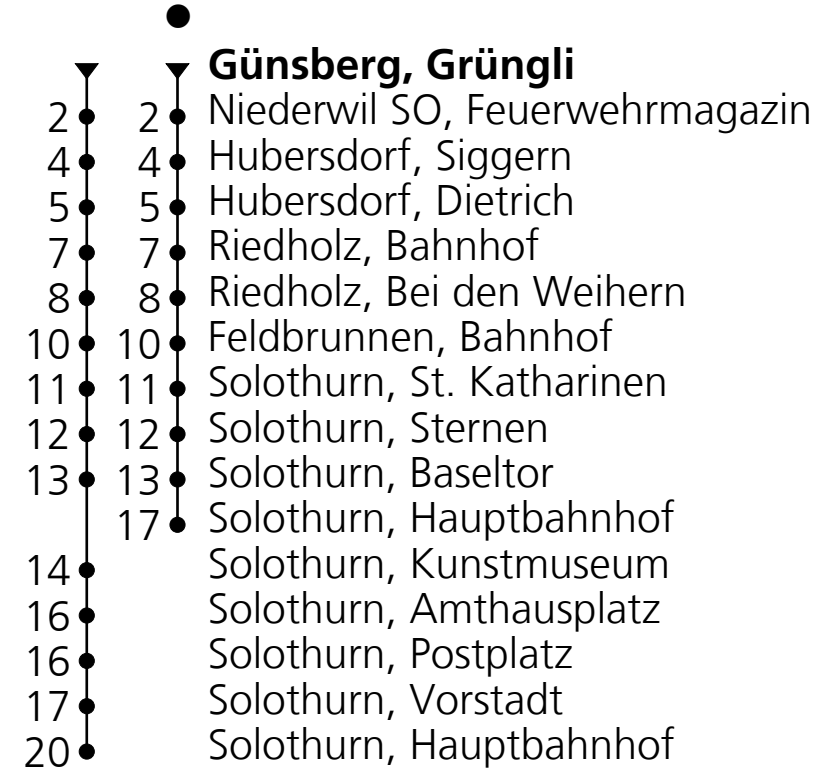 Günsberg, Grüngli
2 2 Niederwil SO, Feuerwehrmagazin
4 4 Hubersdorf, Siggern
5 5 Hubersdorf, Dietrich
7 7 Riedholz, Bahnhof
8 8 Riedholz, Bei den Weihern
10 10 Feldbrunnen, Bahnhof
11 11 Solothurn, St. Katharinen
12 12 Solothurn, Sternen
13 13 Solothurn, Baseltor
17 Solothurn, Hauptbahnhof
14 Solothurn, Kunstmuseum
16 Solothurn, Amthausplatz
16 Solothurn, Postplatz
17 Solothurn, Vorstadt
20 Solothurn, Hauptbahnhof